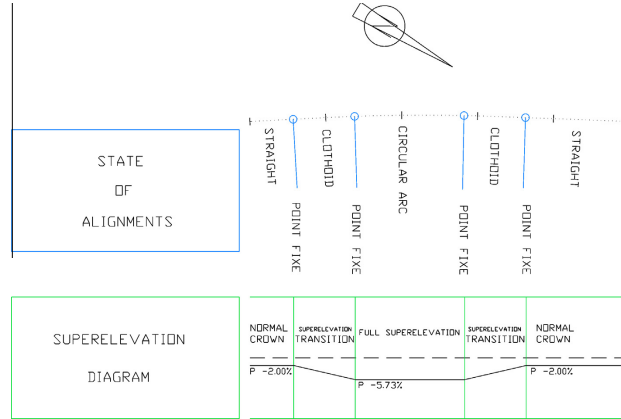 STATE
OF
ALIGNMENTS
STRAIGHT
POINT FIXE
CLOTHOID
POINT FIXE
CIRCULAR ARC
POINT FIXE
CLOTHOID
POINT FIXE
STRAIGHT
SUPERELEVATION
DIAGRAM
NORMAL
CROWN
SUPERELEVATION
TRANSITION
FULL SUPERELEVATION
SUPERELEVATION
TRANSITION
NORMAL
CROWN
P -2.00%
P -5.73%
P -2.00%